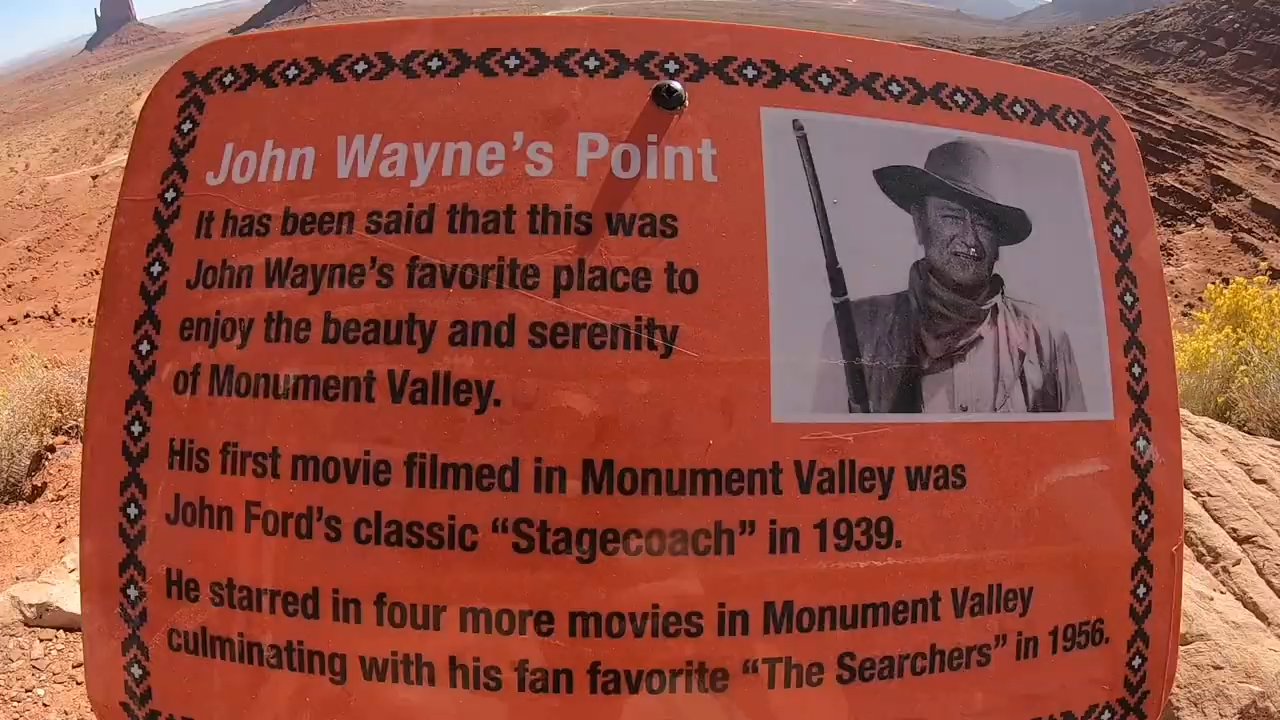 John Wayne's Point
It has been said that this was
John Wayne's favorite place to
enjoy the beauty and serenity
of Monument Valley.
His first movie filmed in Monument Valley was
John Ford's classic “Stagecoach” in 1939.
He starred in four more movies in Monument Valley
culminating with his fan favorite “The Searchers” in 1956.